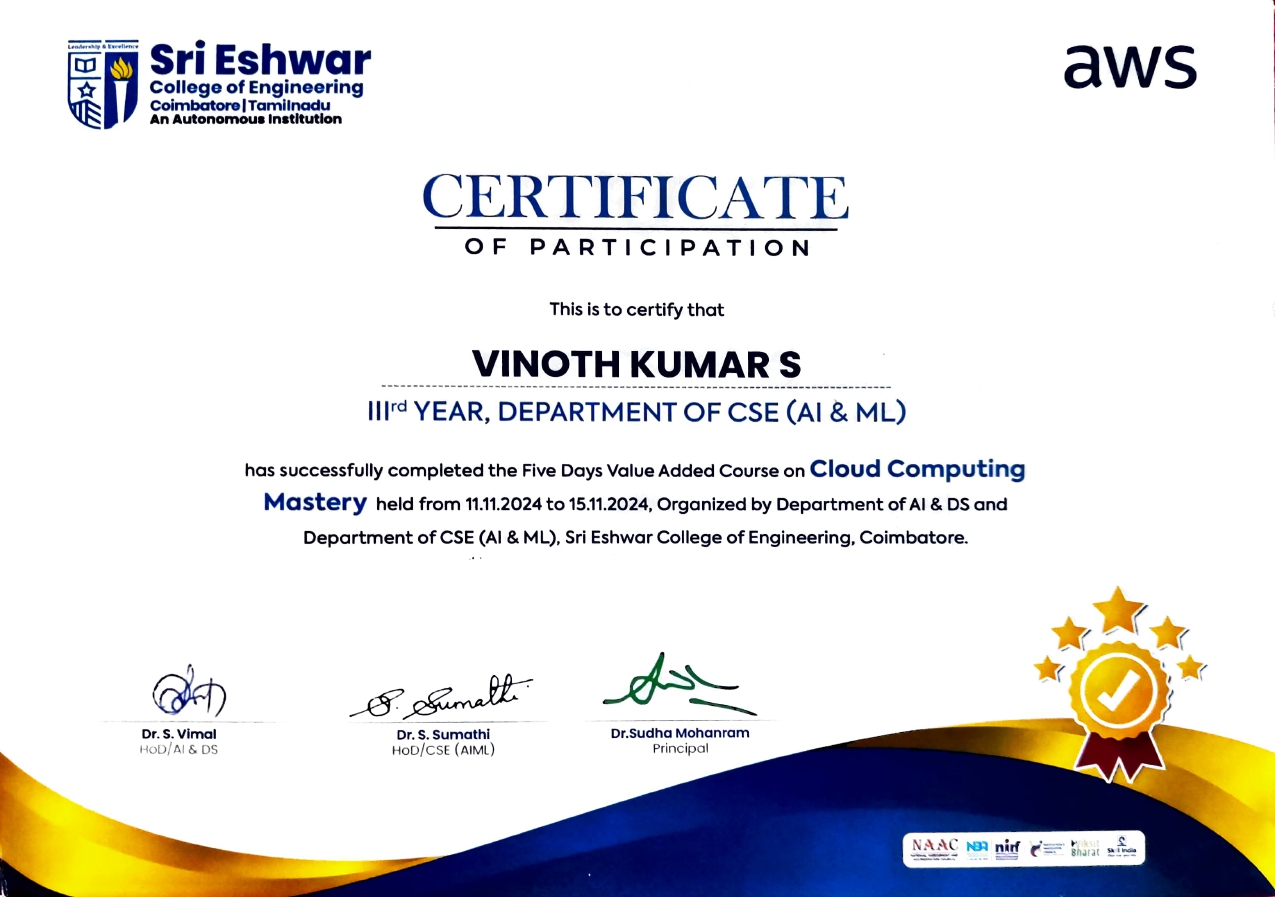 Leadership & Excellence
Sri Eshwar
College of Engineering
Coimbatore | Tamilnadu
An Autonomous Institution
aws
CERTIFICATE
OF PARTICIPATION
This is to certify that
VINOTH KUMAR S
IIIrd YEAR, DEPARTMENT OF CSE (AI & ML)
has successfully completed the Five Days Value Added Course on Cloud Computing
Mastery held from 11.11.2024 to 15.11.2024, Organized by Department of AI & DS and
Department of CSE (AI & ML), Sri Eshwar College of Engineering, Coimbatore.
S. Sumathi
Dr. S. Vimal
HoD/AI & DS
Dr. S. Sumathi
HoD/CSE (AIML)
Dr.Sudha Mohanram
Principal
NAAC
NBA
nirf
Viksit
Bharat
Skill India